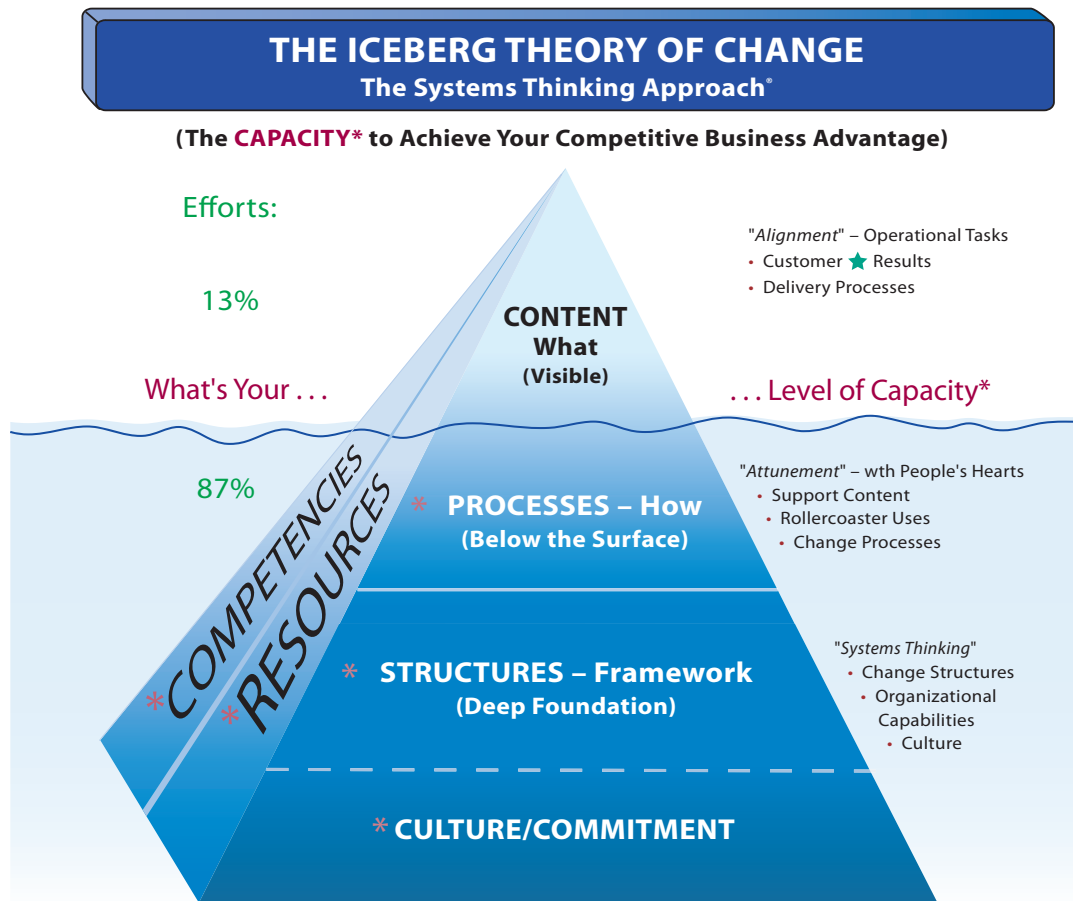 THE ICEBERG THEORY OF CHANGE
The Systems Thinking Approach®
(The CAPACITY* to Achieve Your Competitive Business Advantage)
Efforts:
13%
"Alignment" – Operational Tasks
• Customer ★ Results
• Delivery Processes
CONTENT
What
(Visible)
What's Your . . .
. . . Level of Capacity*
87%
* COMPETENCIES
* RESOURCES
* PROCESSES – How
(Below the Surface)
"Attunement" – wth People's Hearts
• Support Content
• Rollercoaster Uses
• Change Processes
* STRUCTURES – Framework
(Deep Foundation)
"Systems Thinking"
• Change Structures
• Organizational
Capabilities
• Culture
* CULTURE/COMMITMENT